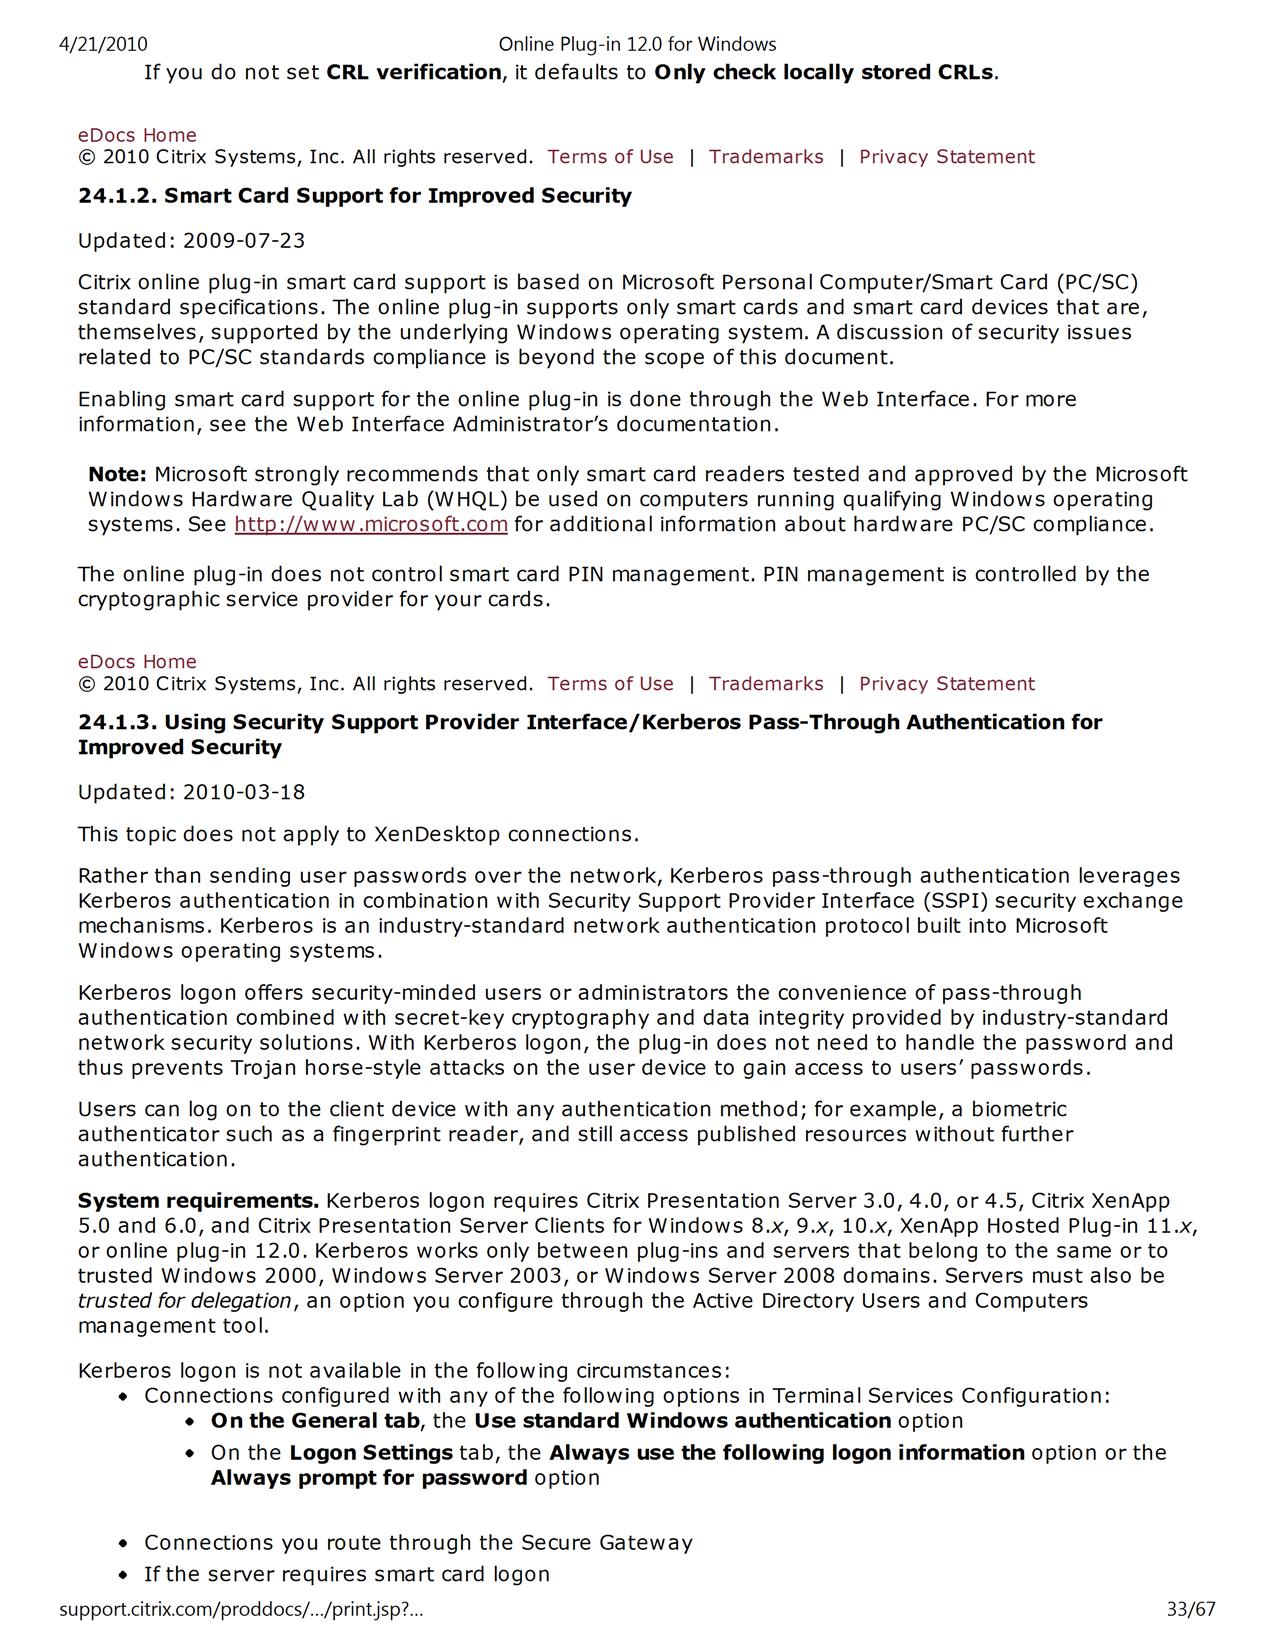 4/21/2010
Online Plug-in 12.0 for Windows
If you do not set CRL verification, it defaults to Only check locally stored CRLs.
eDocs Home
© 2010 Citrix Systems, Inc. All rights reserved. Terms of Use | Trademarks | Privacy Statement
24.1.2. Smart Card Support for Improved Security
Updated: 2009-07-23
Citrix online plug-in smart card support is based on Microsoft Personal Computer/Smart Card (PC/SC)
standard specifications. The online plug-in supports only smart cards and smart card devices that are,
themselves, supported by the underlying Windows operating system. A discussion of security issues
related to PC/SC standards compliance is beyond the scope of this document.
Enabling smart card support for the online plug-in is done through the Web Interface. For more
information, see the Web Interface Administrator’s documentation.
Note: Microsoft strongly recommends that only smart card readers tested and approved by the Microsoft
Windows Hardware Quality Lab (WHQL) be used on computers running qualifying Windows operating
systems. See http://www.microsoft.com for additional information about hardware PC/SC compliance.
The online plug-in does not control smart card PIN management. PIN management is controlled by the
cryptographic service provider for your cards.
eDocs Home
© 2010 Citrix Systems, Inc. All rights reserved. Terms of Use | Trademarks | Privacy Statement
24.1.3. Using Security Support Provider Interface/Kerberos Pass-Through Authentication for
Improved Security
Updated: 2010-03-18
This topic does not apply to XenDesktop connections.
Rather than sending user passwords over the network, Kerberos pass-through authentication leverages
Kerberos authentication in combination with Security Support Provider Interface (SSPI) security exchange
mechanisms. Kerberos is an industry-standard network authentication protocol built into Microsoft
Windows operating systems.
Kerberos logon offers security-minded users or administrators the convenience of pass-through
authentication combined with secret-key cryptography and data integrity provided by industry-standard
network security solutions. With Kerberos logon, the plug-in does not need to handle the password and
thus prevents Trojan horse-style attacks on the user device to gain access to users’ passwords.
Users can log on to the client device with any authentication method; for example, a biometric
authenticator such as a fingerprint reader, and still access published resources without further
authentication.
System requirements. Kerberos logon requires Citrix Presentation Server 3.0, 4.0, or 4.5, Citrix XenApp
5.0 and 6.0, and Citrix Presentation Server Clients for Windows 8.x, 9.x, 10.x, XenApp Hosted Plug-in 11.x,
or online plug-in 12.0. Kerberos works only between plug-ins and servers that belong to the same or to
trusted Windows 2000, Windows Server 2003, or Windows Server 2008 domains. Servers must also be
trusted for delegation, an option you configure through the Active Directory Users and Computers
management tool.
Kerberos logon is not available in the following circumstances:
• Connections configured with any of the following options in Terminal Services Configuration:
• On the General tab, the Use standard Windows authentication option
• On the Logon Settings tab, the Always use the following logon information option or the
Always prompt for password option
• Connections you route through the Secure Gateway
• If the server requires smart card logon
support.citrix.com/proddocs/.../print.jsp?...
33/67